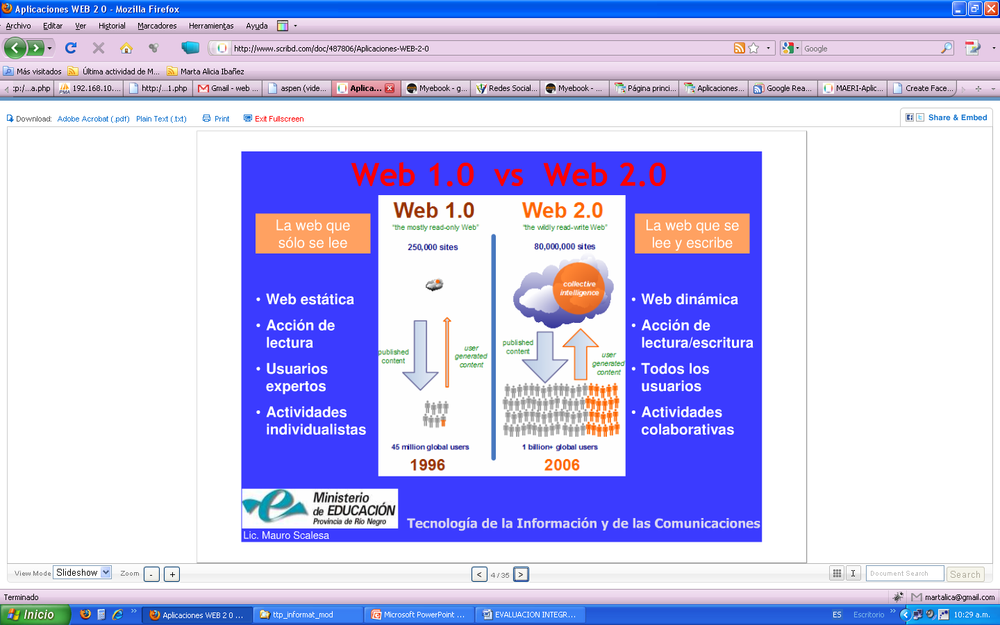 Aplicaciones WEB 2 0 - Mozilla Firefox
Archivo Editar Ver Historial Marcadores Herramientas Ayuda
http://www.scribd.com/doc/487806/Aplicaciones-WEB-2-0
Google
Más visitados Última actividad de M... Marta Alicia Ibañez
:p:/...a.php 192.168.10.... http:/...1.php Gmail - web ... aspen (vide... Aplica... Myebook - g... Redes Social... Myebook - ... Página princi... Aplicaciones... Google Rea... MAERI-Aplic... Create Face...
Download: Adobe Acrobat (.pdf) Plain Text (.txt) Print Exit Fullscreen
Share & Embed
Web 1.0 vs Web 2.0
La web que
sólo se lee
Web estática
Acción de
lectura
Usuarios
expertos
Actividades
individualistas
Web 1.0
"the mostly read-only Web"
250,000 sites
published
content
user
generated
content
45 million global users
1996
Web 2.0
"the wildly read-write Web"
80,000,000 sites
collective
intelligence
published
content
user
generated
content
1 billion+ global users
2006
La web que se
lee y escribe
Web dinámica
Acción de
lectura/escritura
Todos los
usuarios
Actividades
colaborativas
Ministerio
de EDUCACIÓN
Provincia de Río Negro
Lic. Mauro Scalesa
Tecnología de la Información y de las Comunicaciones
View Mode Slideshow Zoom - + < 4 / 35 > Document Search Search
Terminado
martalica@gmail.com
Inicio Aplicaciones WEB 2 0 ... ttp_informat_mod Microsoft PowerPoint ... EVALUACION INTEGR... ES Escritorio 10:29 a.m.